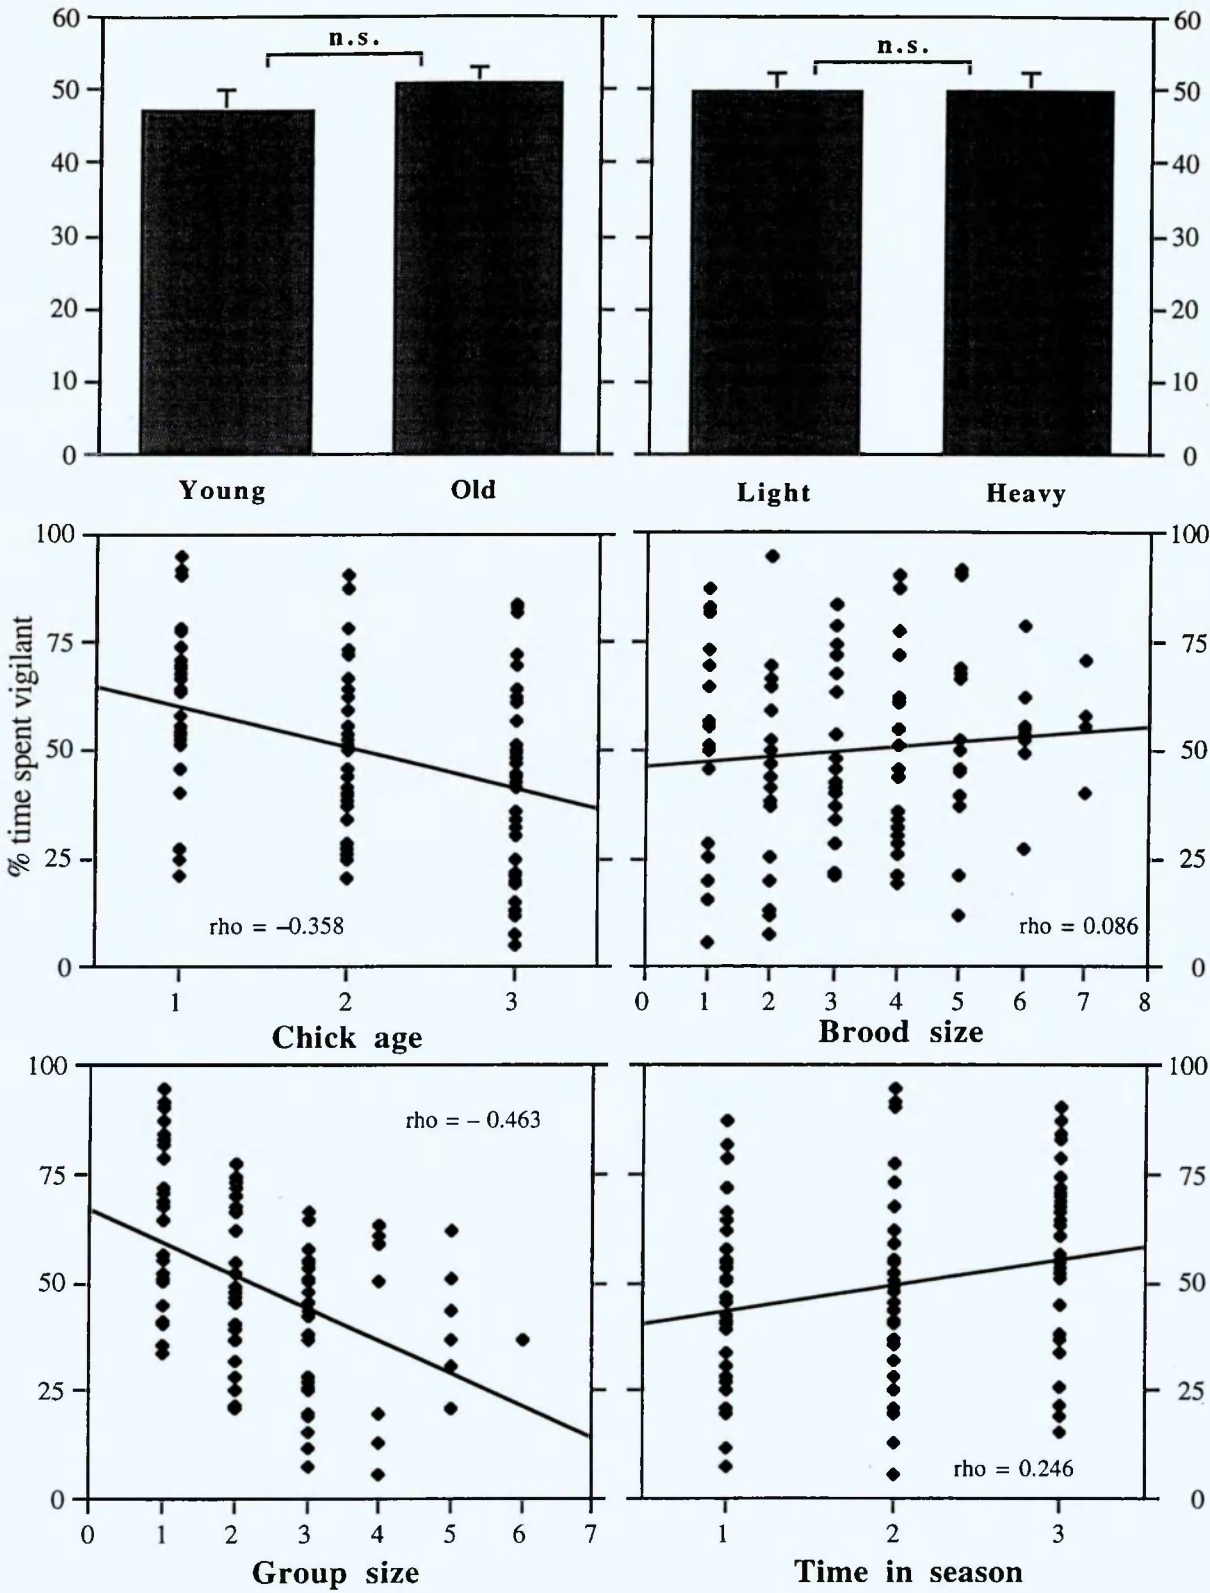 60 50 40 30 20 10 0
n.s.
Young Old
n.s.
60 50 40 30 20 10 0
Light Heavy
% time spent vigilant
100 75 50 25 0
rho = –0.358
1 2 3
Chick age
100 75 50 25 0
rho = 0.086
0 1 2 3 4 5 6 7 8
Brood size
100 75 50 25 0
rho = – 0.463
0 1 2 3 4 5 6 7
Group size
100 75 50 25 0
rho = 0.246
1 2 3
Time in season